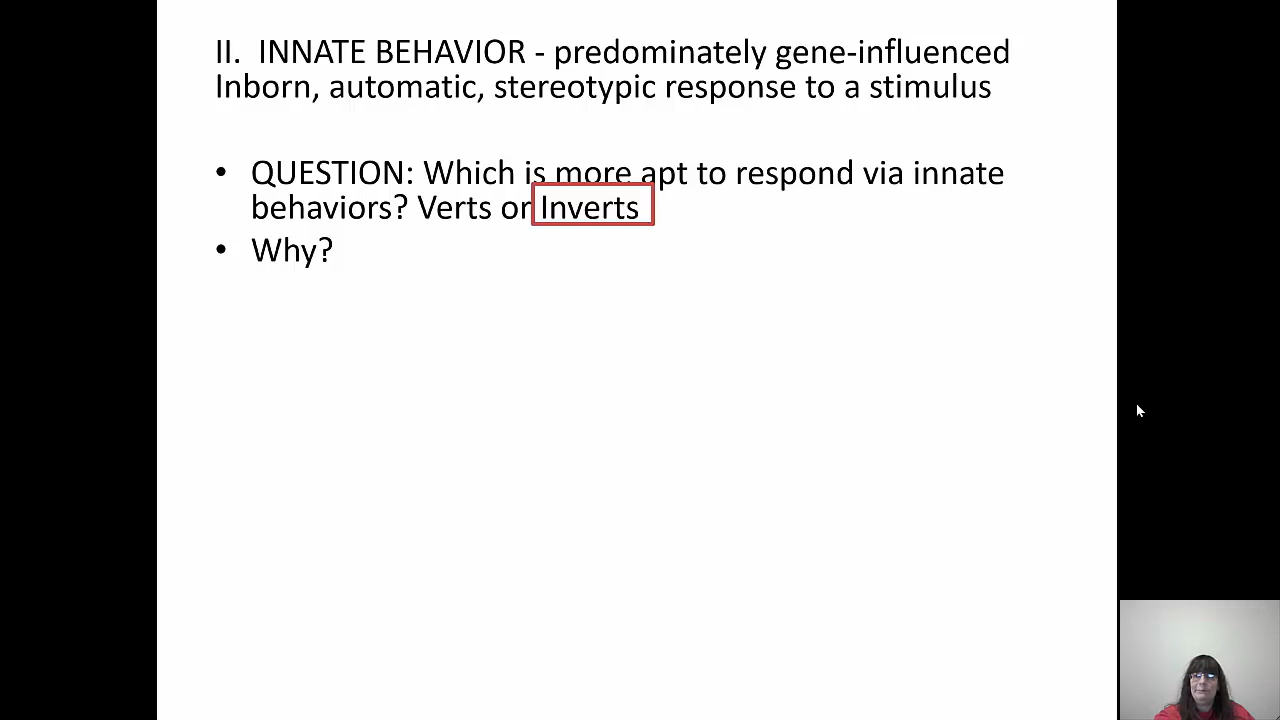 II.  INNATE BEHAVIOR - predominately gene-influenced
Inborn, automatic, stereotypic response to a stimulus
• QUESTION: Which is more apt to respond via innate
behaviors? Verts or Inverts
• Why?